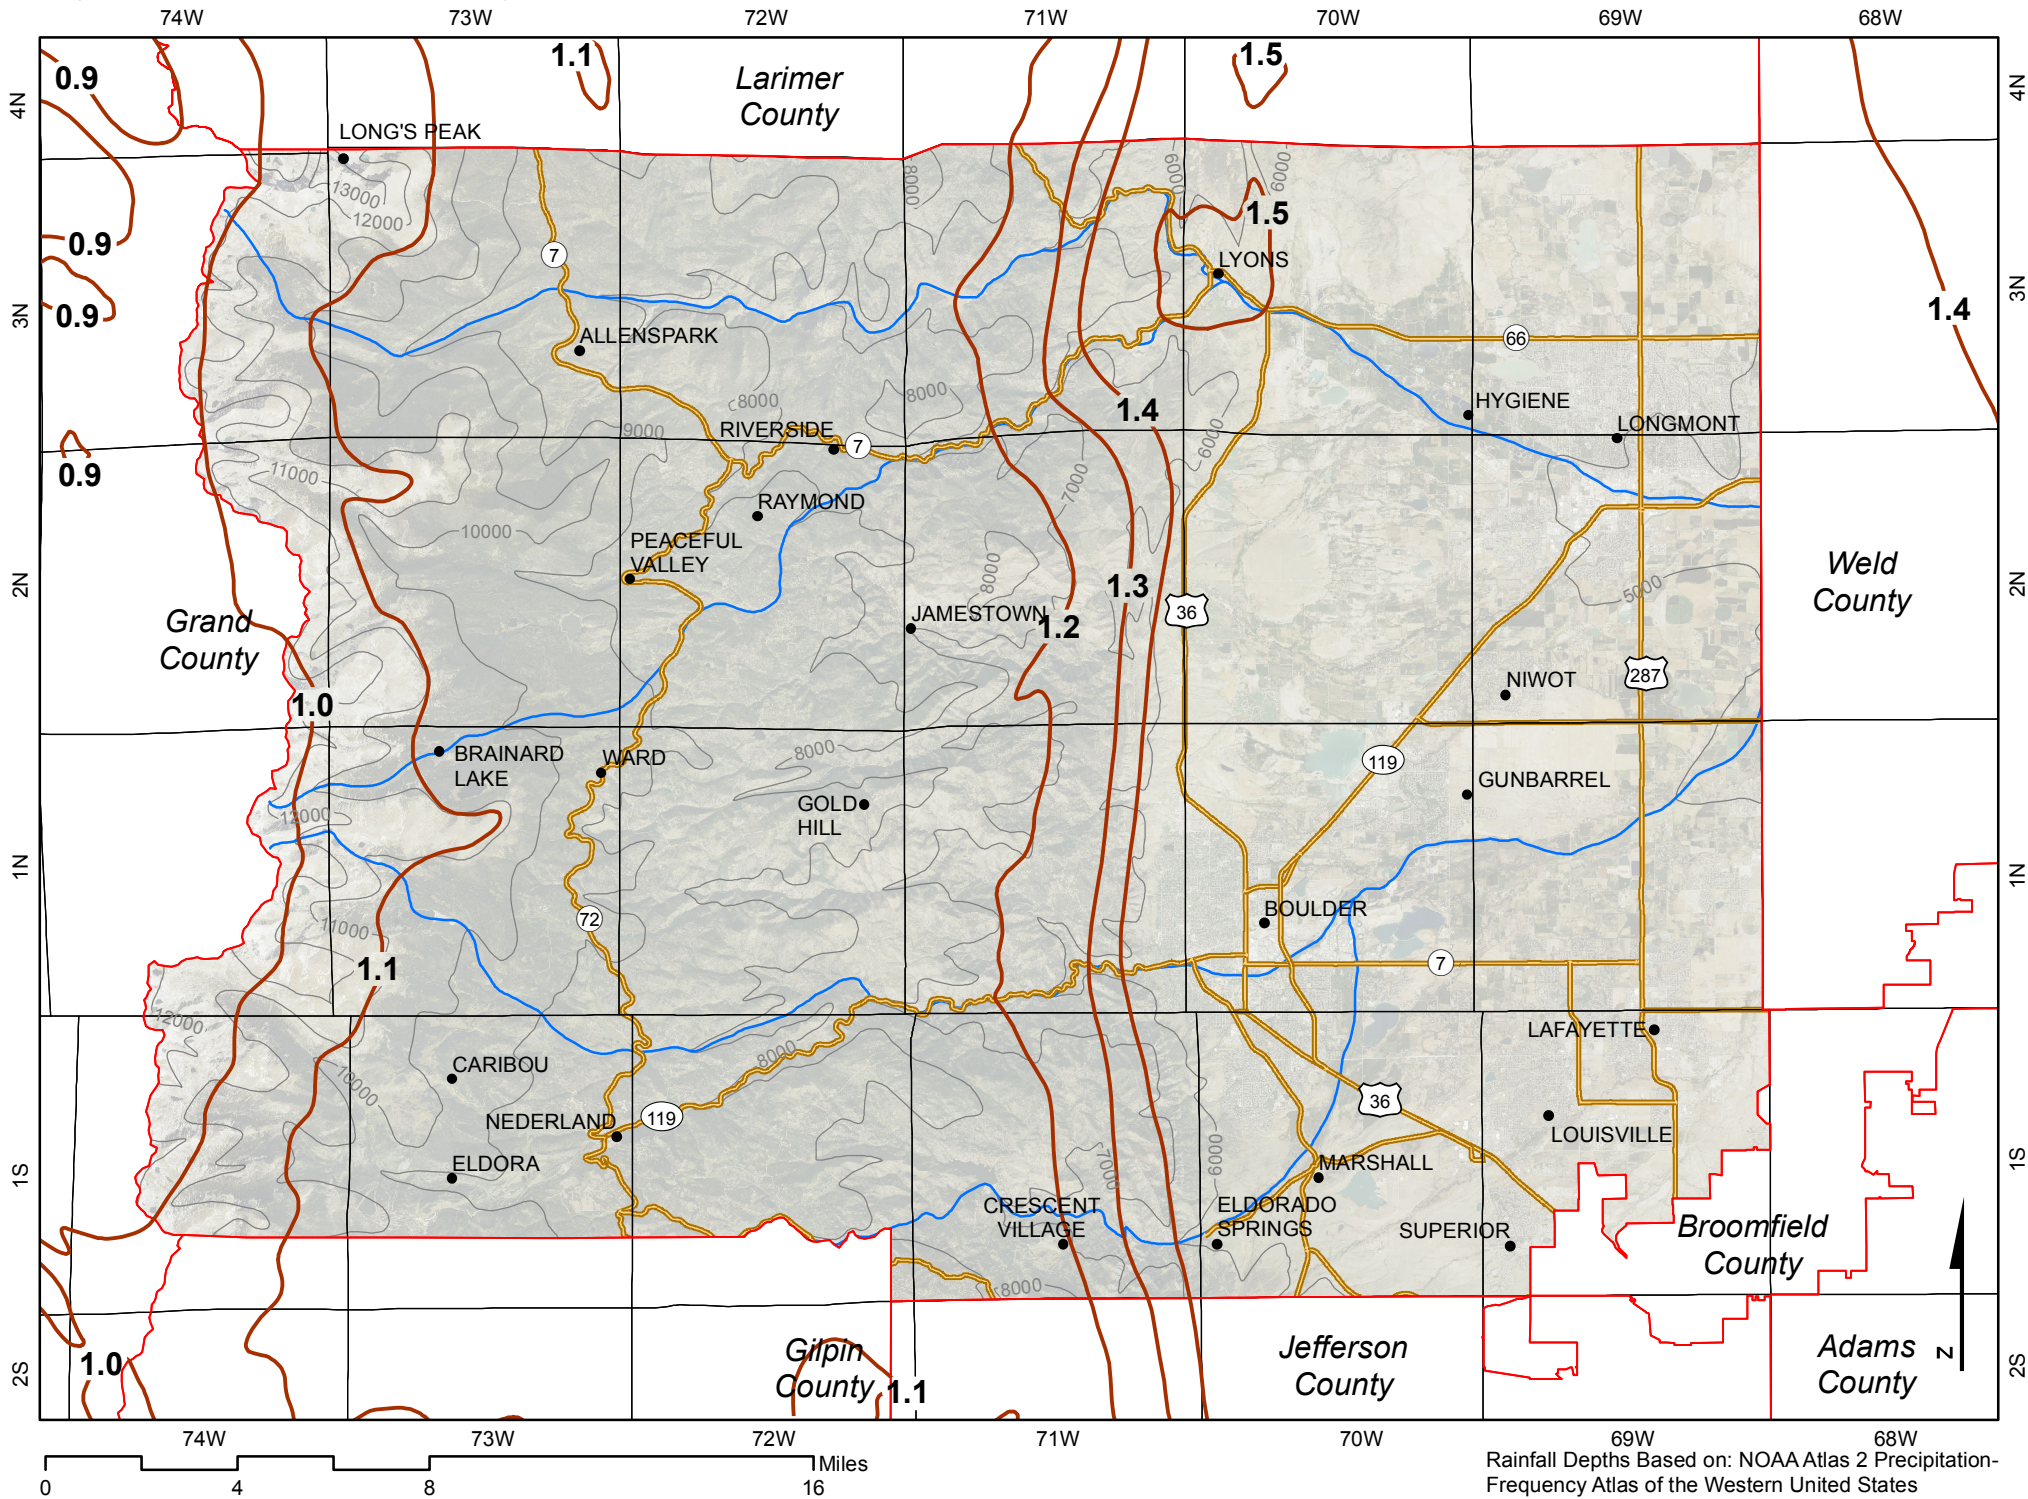 74W 73W 72W 71W 70W 69W 68W
0.9
1.1
1.5
Larimer
County
4N
4N
LONG'S PEAK
13000
12000
8000
6000
6000
0.9
1.5
7
LYONS
3N
0.9
3N
1.4
ALLENSPARK
66
8000
8000
HYGIENE
1.4
9000
RIVERSIDE
7
LONGMONT
6000
0.9
11000
7000
RAYMOND
10000
PEACEFUL
VALLEY
8000
2N
1.3
5000
2N
Weld
County
36
JAMESTOWN
1.2
Grand
County
287
NIWOT
1.0
8000
BRAINARD
LAKE
WARD
119
GUNBARREL
GOLD
HILL
12000
1N
1N
BOULDER
72
11000
1.1
7
12000
LAFAYETTE
8000
CARIBOU
10000
36
NEDERLAND
119
LOUISVILLE
6000
1S
ELDORA
7000
MARSHALL
1S
CRESCENT
VILLAGE
ELDORADO
SPRINGS
SUPERIOR
Broomfield
County
8000
Gilpin
County
Jefferson
County
Adams
County
N
2S
1.0
1.1
2S
74W 73W 72W 71W 70W 69W 68W
Miles
0 4 8 16
Rainfall Depths Based on: NOAA Atlas 2 Precipitation-
Frequency Atlas of the Western United States